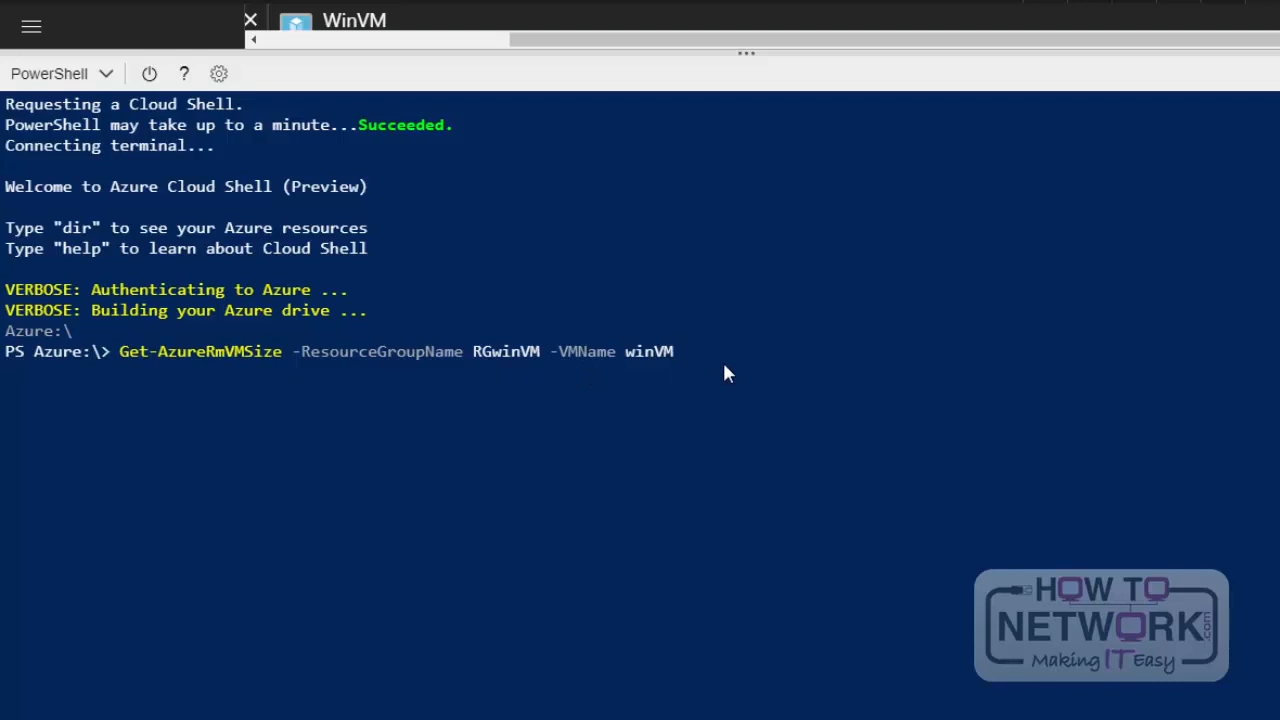 WinVM
PowerShell
?
Requesting a Cloud Shell.
PowerShell may take up to a minute...Succeeded.
Connecting terminal...
Welcome to Azure Cloud Shell (Preview)
Type "dir" to see your Azure resources
Type "help" to learn about Cloud Shell
VERBOSE: Authenticating to Azure ...
VERBOSE: Building your Azure drive ...
Azure:\
PS Azure:\> Get-AzureRmVMSize -ResourceGroupName RGwinVM -VMName winVM
HOW TO
NETWORK.com
Making IT Easy